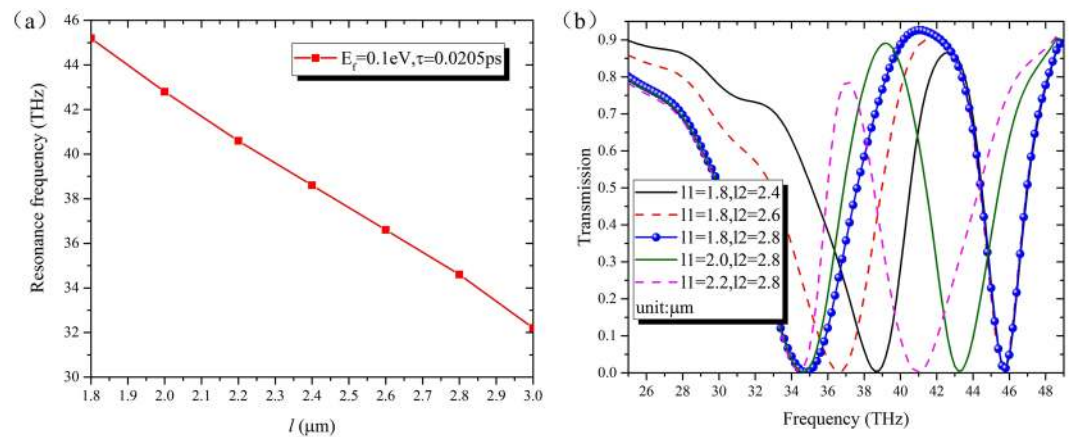 (a)
Resonance frequency (THz)
46
44
42
40
38
36
34
32
30
E_f=0.1eV,τ=0.0205ps
1.8 1.9 2.0 2.1 2.2 2.3 2.4 2.5 2.6 2.7 2.8 2.9 3.0
l (μm)
(b)
Transmission
0.9
0.8
0.7
0.6
0.5
0.4
0.3
0.2
0.1
0.0
l1=1.8,l2=2.4
l1=1.8,l2=2.6
l1=1.8,l2=2.8
l1=2.0,l2=2.8
l1=2.2,l2=2.8
unit:μm
26 28 30 32 34 36 38 40 42 44 46 48
Frequency (THz)